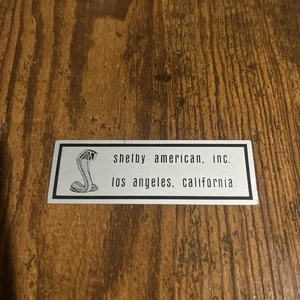 shelby american, inc.
los angeles, california